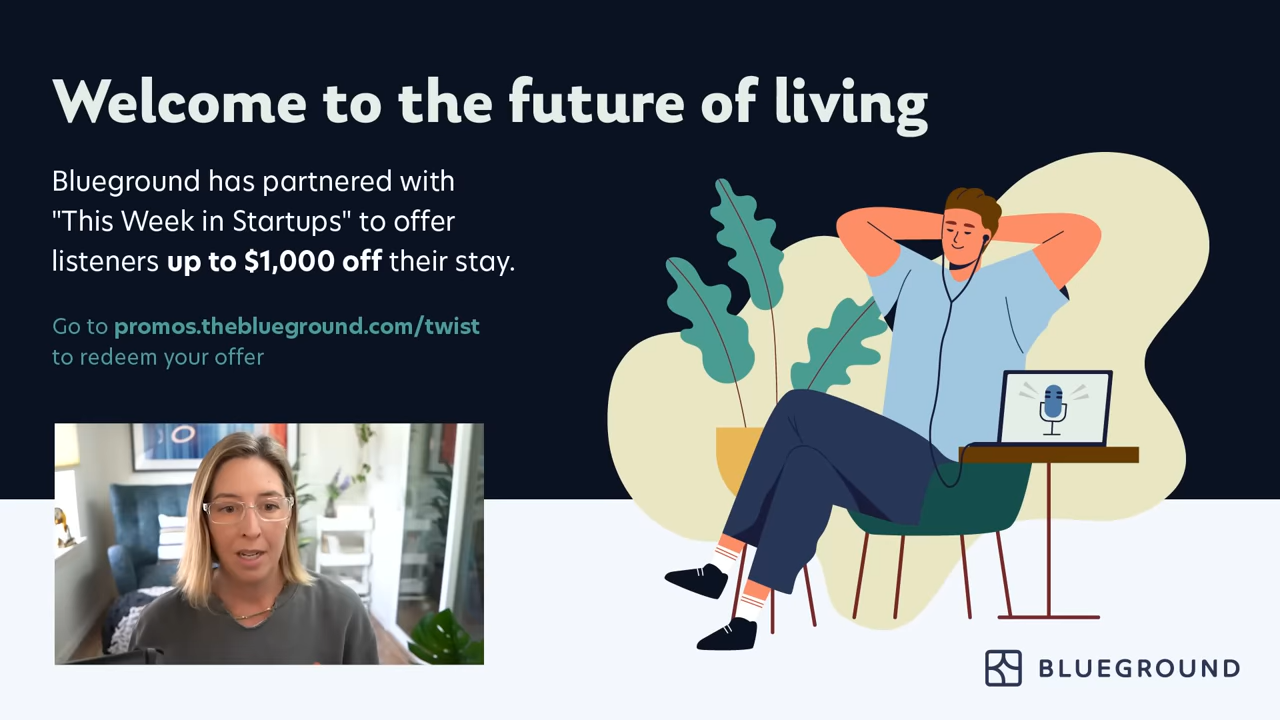 Welcome to the future of living
Blueground has partnered with
"This Week in Startups" to offer
listeners up to $1,000 off their stay.
Go to promos.theblueground.com/twist
to redeem your offer
BLUEGROUND